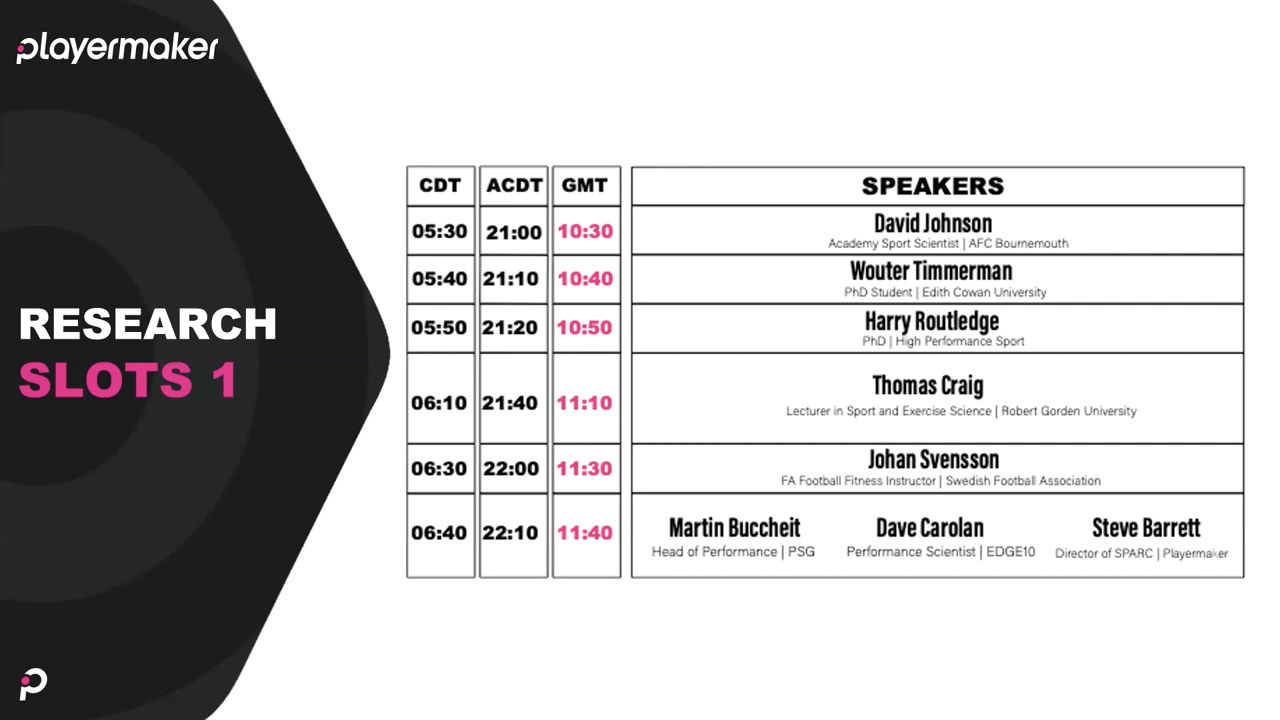 playermaker
RESEARCH
SLOTS 1
CDT ACDT GMT SPEAKERS
05:30 21:00 10:30 David Johnson
Academy Sport Scientist | AFC Bournemouth
05:40 21:10 10:40 Wouter Timmerman
PhD Student | Edith Cowan University
05:50 21:20 10:50 Harry Routledge
PhD | High Performance Sport
06:10 21:40 11:10 Thomas Craig
Lecturer in Sport and Exercise Science | Robert Gorden University
06:30 22:00 11:30 Johan Svensson
FA Football Fitness Instructor | Swedish Football Association
06:40 22:10 11:40 Martin Buccheit Dave Carolan Steve Barrett
Head of Performance | PSG Performance Scientist | EDGE10 Director of SPARC | Playermaker